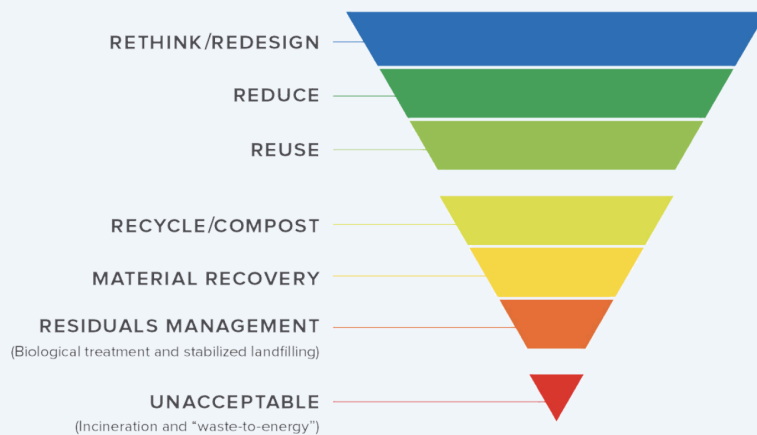 RETHINK/REDESIGN
REDUCE
REUSE
RECYCLE/COMPOST
MATERIAL RECOVERY
RESIDUALS MANAGEMENT
(Biological treatment and stabilized landfilling)
UNACCEPTABLE
(Incineration and “waste-to-energy”)